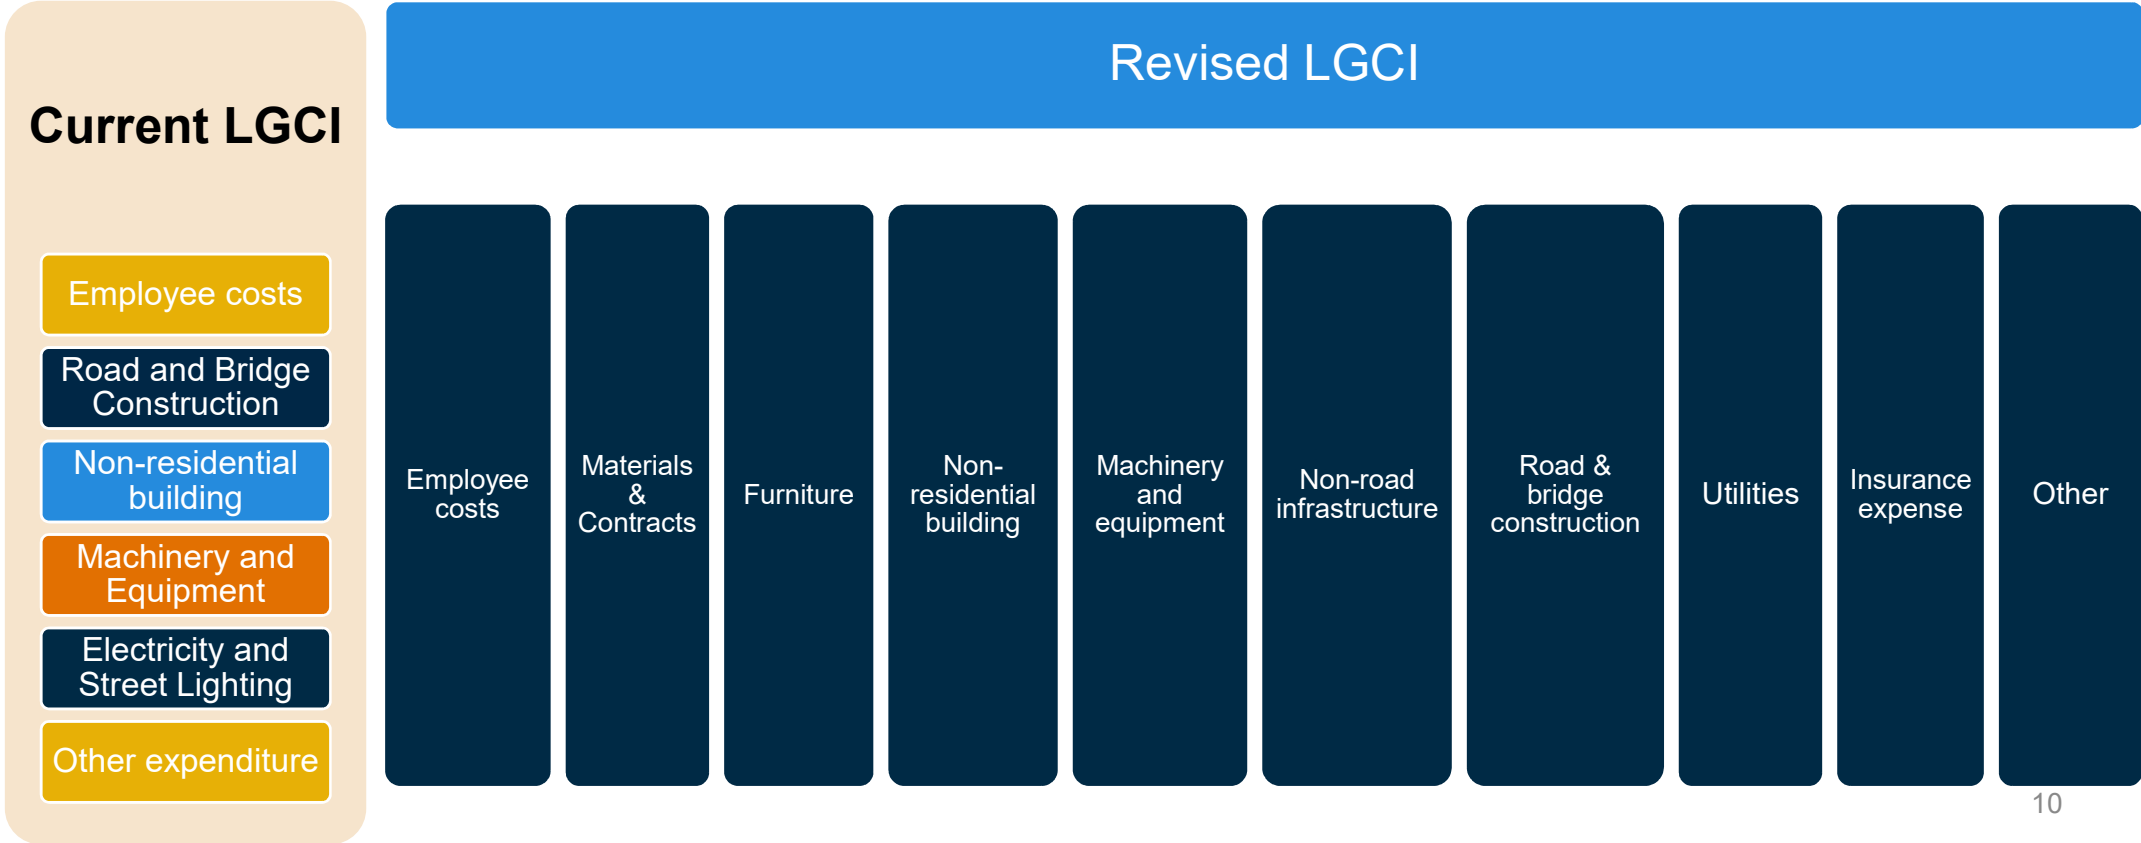 Current LGCI
Employee costs
Road and Bridge
Construction
Non-residential
building
Machinery and
Equipment
Electricity and
Street Lighting
Other expenditure
Revised LGCI
Employee
costs
Materials
&
Contracts
Furniture
Non-
residential
building
Machinery
and
equipment
Non-road
infrastructure
Road &
bridge
construction
Utilities
Insurance
expense
Other
10